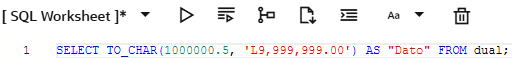 [ SQL Worksheet ]* Aa
1 SELECT TO_CHAR(1000000.5, 'L9,999,999.00') AS "Dato" FROM dual;